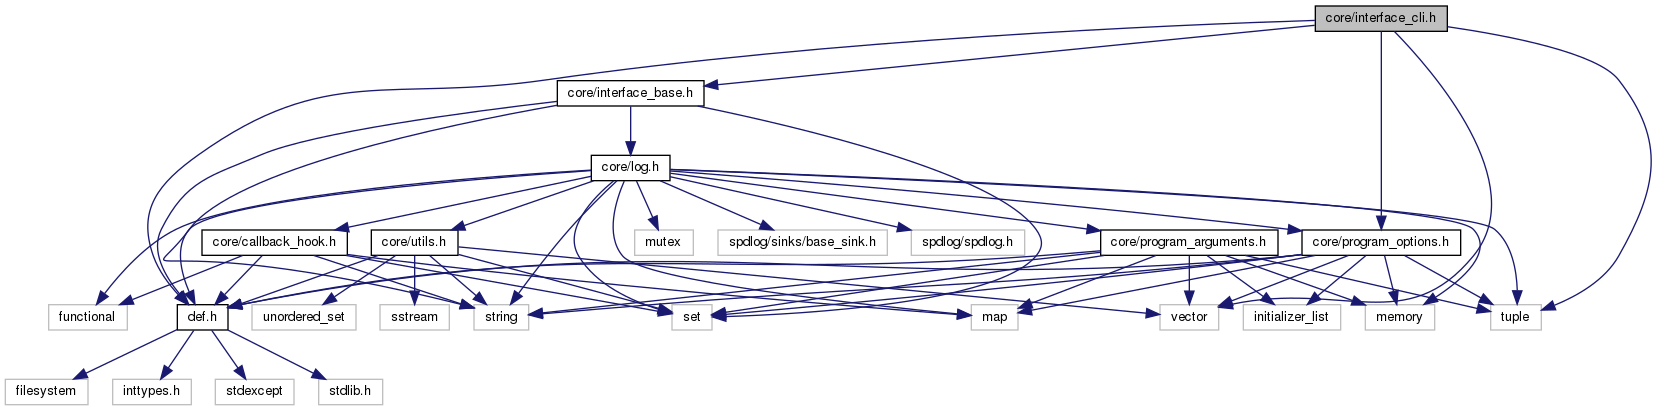 core/interface_cli.h
core/interface_base.h
core/log.h
core/callback_hook.h
core/utils.h
mutex
spdlog/sinks/base_sink.h
spdlog/spdlog.h
core/program_arguments.h
core/program_options.h
functional
def.h
unordered_set
sstream
string
set
map
vector
initializer_list
memory
tuple
filesystem
inttypes.h
stdexcept
stdlib.h